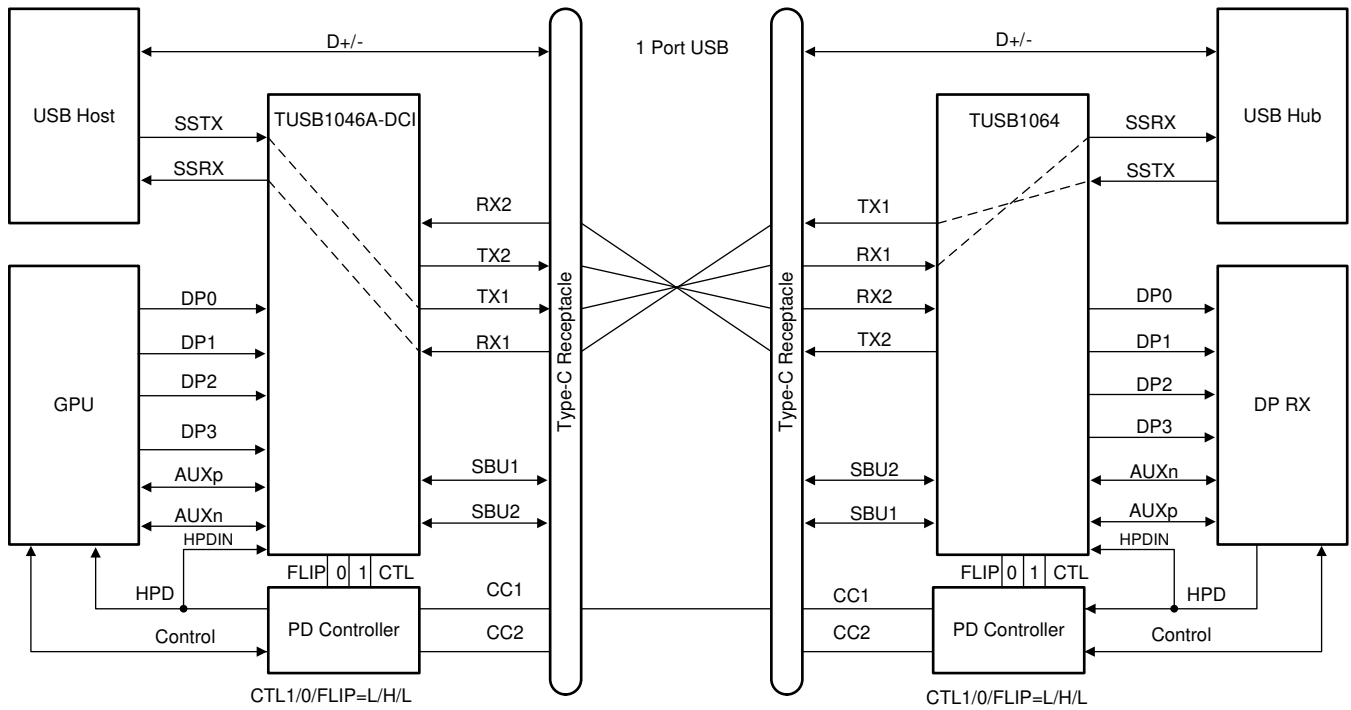 D+/-
1 Port USB
D+/-
USB Host
TUSB1046A-DCI
TUSB1064
USB Hub
SSTX
SSRX
SSRX
SSTX
RX2
TX2
TX1
RX1
TX1
RX1
RX2
TX2
Type-C Receptacle
Type-C Receptacle
GPU
DP0
DP1
DP2
DP3
AUXp
AUXn
HPDIN
SBU1
SBU2
SBU2
SBU1
DP0
DP1
DP2
DP3
AUXn
AUXp
HPDIN
DP RX
FLIP 0 1 CTL
FLIP 0 1 CTL
HPD
Control
PD Controller
CC1
CC2
CC1
CC2
PD Controller
HPD
Control
CTL1/0/FLIP=L/H/L
CTL1/0/FLIP=L/H/L